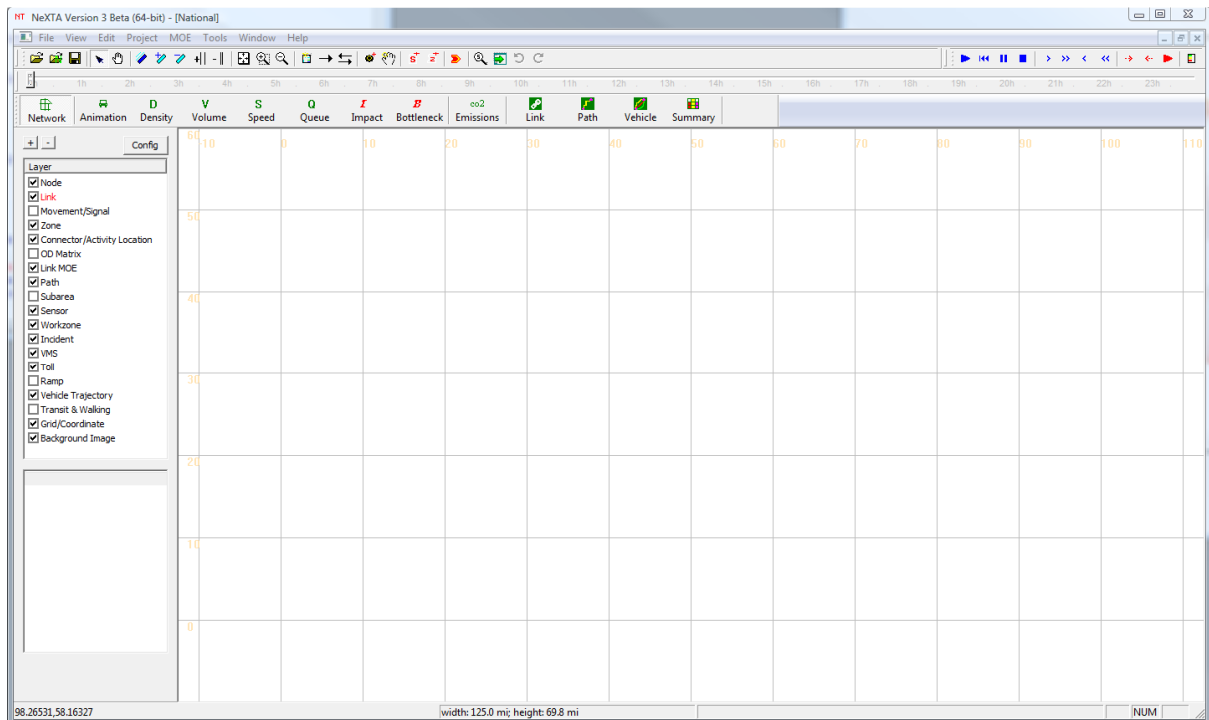 NT NeXTA Version 3 Beta (64-bit) - [National]
File View Edit Project MOE Tools Window Help
1h 2h 3h 4h 5h 6h 7h 8h 9h 10h 11h 12h 13h 14h 15h 16h 17h 18h 19h 20h 21h 22h 23h
D V S Q I B co2
Network Animation Density Volume Speed Queue Impact Bottleneck Emissions Link Path Vehicle Summary
+ - Config
Layer
Node
Link
Movement/Signal
Zone
Connector/Activity Location
OD Matrix
Link MOE
Path
Subarea
Sensor
Workzone
Incident
VMS
Toll
Ramp
Vehicle Trajectory
Transit & Walking
Grid/Coordinate
Background Image
60 -10 0 10 20 30 40 50 60 70 80 90 100 110
50
40
30
20
10
0
98.26531,58.16327 width: 125.0 mi; height: 69.8 mi NUM